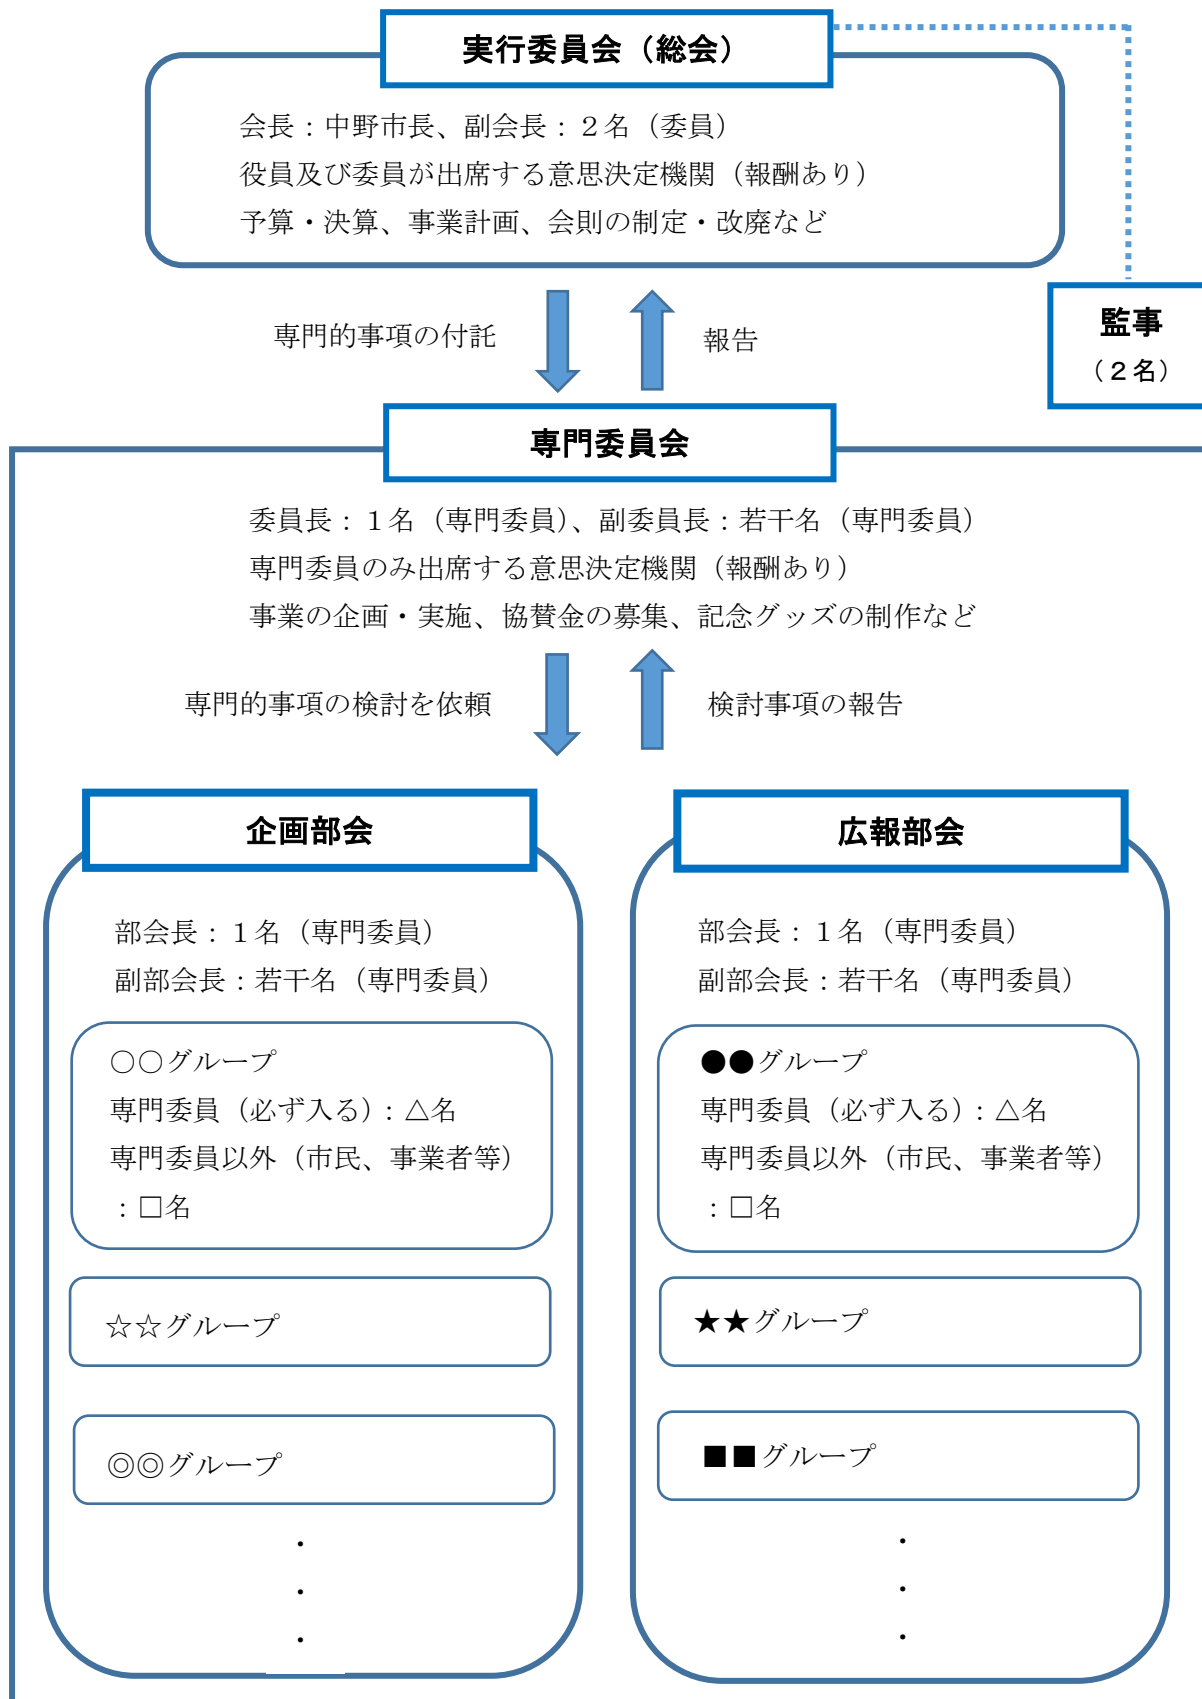 実行委員会（総会）
会長：中野市長、副会長：２名（委員）
役員及び委員が出席する意思決定機関（報酬あり）
予算・決算、事業計画、会則の制定・改廃など
専門的事項の付託
報告
監事
（２名）
専門委員会
委員長：１名（専門委員）、副委員長：若干名（専門委員）
専門委員のみ出席する意思決定機関（報酬あり）
事業の企画・実施、協賛金の募集、記念グッズの制作など
専門的事項の検討を依頼
検討事項の報告
企画部会
部会長：１名（専門委員）
副部会長：若干名（専門委員）
○○グループ
専門委員（必ず入る）：△名
専門委員以外（市民、事業者等）
：□名
☆☆グループ
◎◎グループ
・
・
・
広報部会
部会長：１名（専門委員）
副部会長：若干名（専門委員）
●●グループ
専門委員（必ず入る）：△名
専門委員以外（市民、事業者等）
：□名
★★グループ
■■グループ
・
・
・